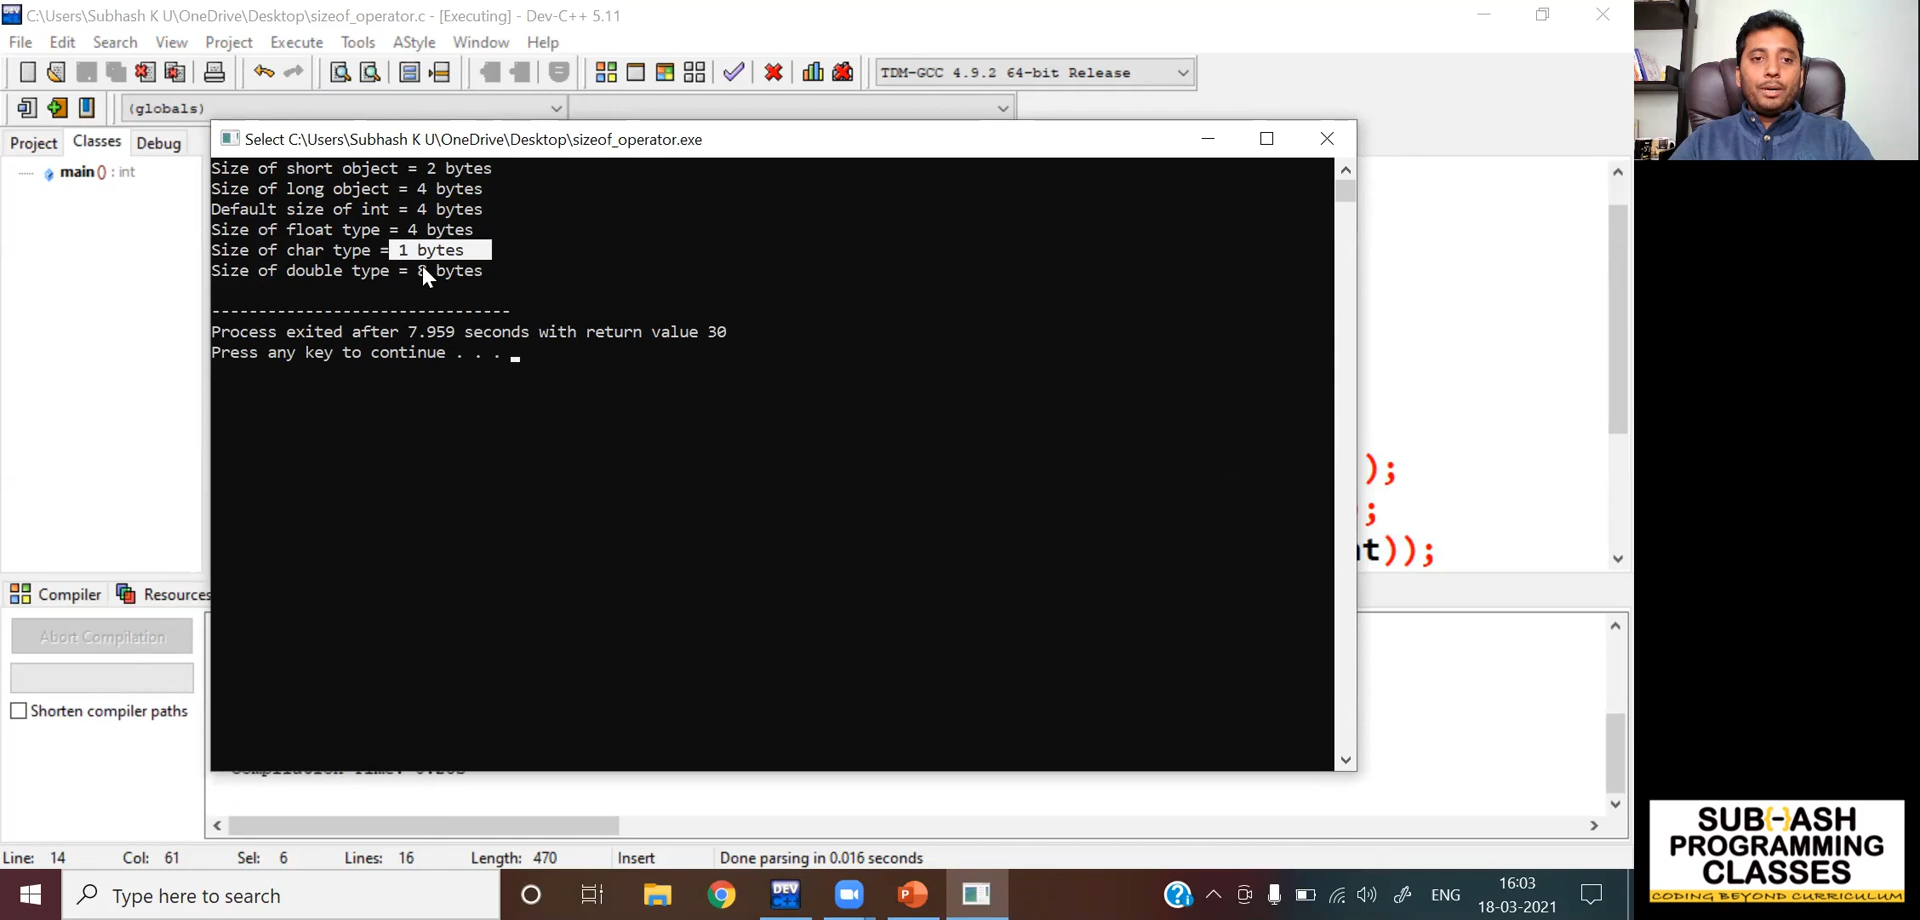 C:\Users\Subhash K U\OneDrive\Desktop\sizeof_operator.c - [Executing] - Dev-C++ 5.11
File Edit Search View Project Execute Tools AStyle Window Help
TDM-GCC 4.9.2 64-bit Release
(globals)
Project Classes Debug
main() : int
Select C:\Users\Subhash K U\OneDrive\Desktop\sizeof_operator.exe
Size of short object = 2 bytes
Size of long object = 4 bytes
Default size of int = 4 bytes
Size of float type = 4 bytes
Size of char type = 1 bytes
Size of double type = 8 bytes
--------------------------------
Process exited after 7.959 seconds with return value 30
Press any key to continue . . .
);
;
t));
Compiler Resources
Abort Compilation
Shorten compiler paths
Line: 14 Col: 61 Sel: 6 Lines: 16 Length: 470 Insert Done parsing in 0.016 seconds
Type here to search
DEV C++
ENG
16:03
18-03-2021
SUBHASH
PROGRAMMING
CLASSES
CODING BEYOND CURRICULUM